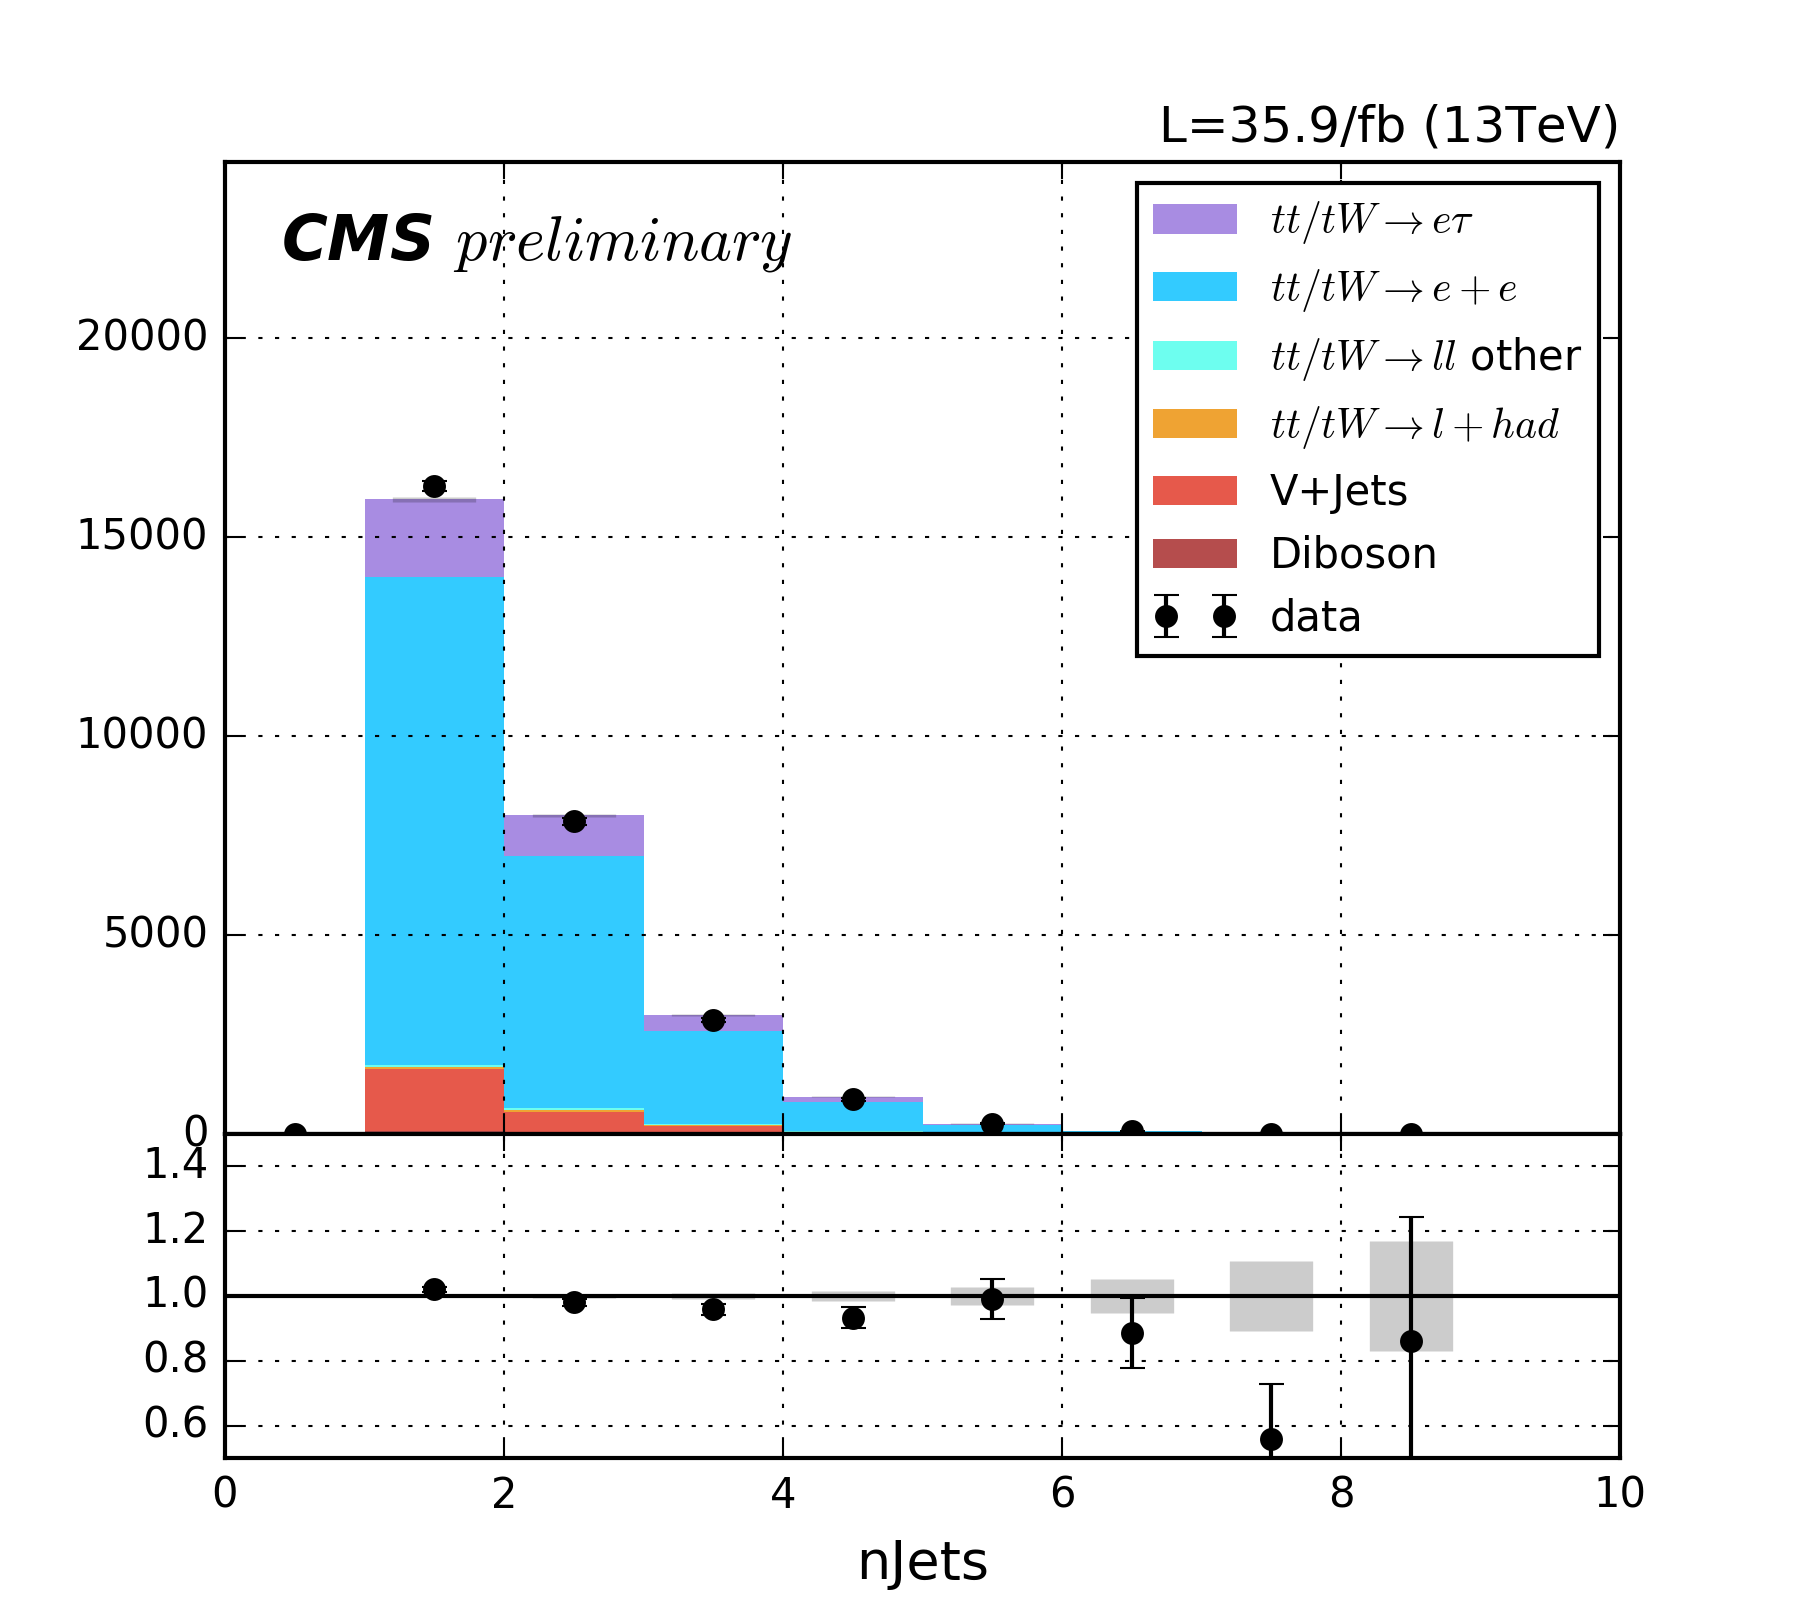 L=35.9/fb (13TeV)
CMS preliminary
tt/tW→eτ
tt/tW→e+e
tt/tW→ll other
tt/tW→l+had
V+Jets
Diboson
data
20000
15000
10000
5000
0
1.4
1.2
1.0
0.8
0.6
0 2 4 6 8 10
nJets